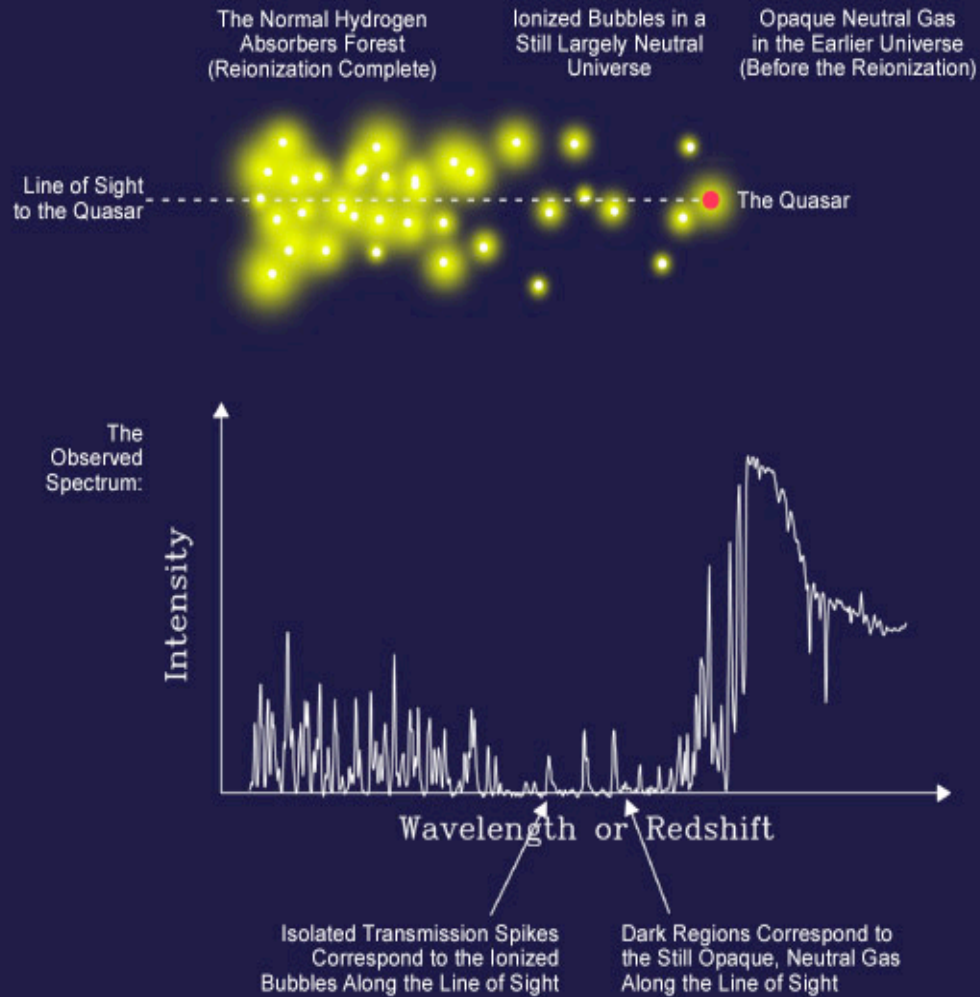 The Normal Hydrogen
Absorbers Forest
(Reionization Complete)
Ionized Bubbles in a
Still Largely Neutral
Universe
Opaque Neutral Gas
in the Earlier Universe
(Before the Reionization)
Line of Sight
to the Quasar
The Quasar
The
Observed
Spectrum:
Intensity
Wavelength or Redshift
Isolated Transmission Spikes
Correspond to the Ionized
Bubbles Along the Line of Sight
Dark Regions Correspond to
the Still Opaque, Neutral Gas
Along the Line of Sight